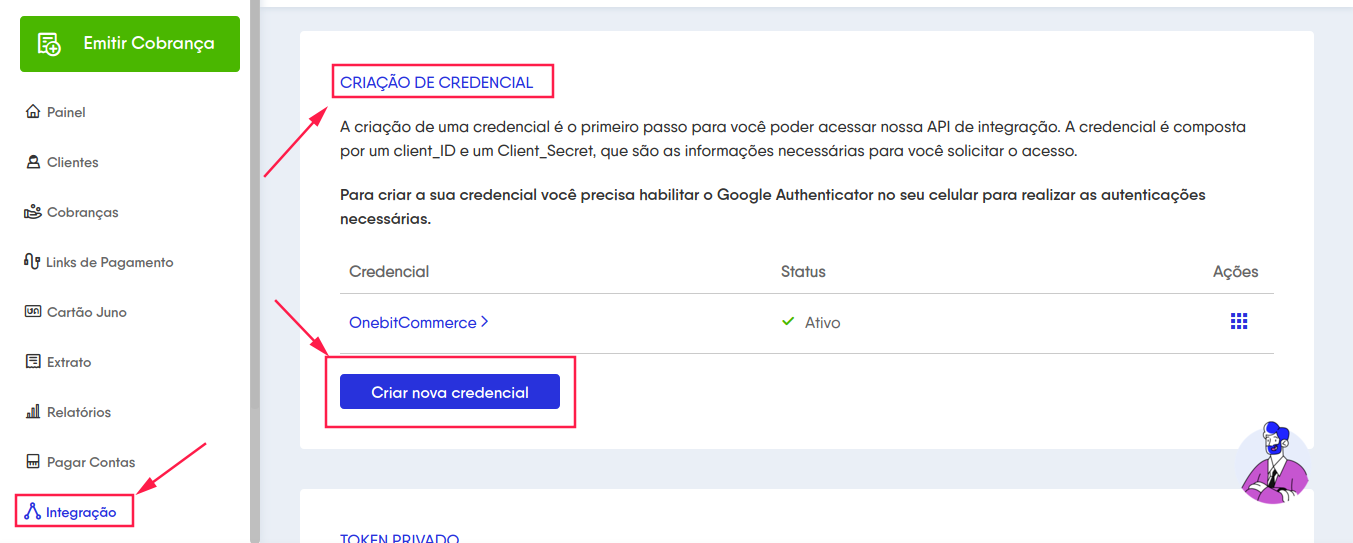 Emitir Cobrança
Painel
Clientes
Cobranças
Links de Pagamento
Cartão Juno
Extrato
Relatórios
Pagar Contas
Integração
CRIAÇÃO DE CREDENCIAL
A criação de uma credencial é o primeiro passo para você poder acessar nossa API de integração. A credencial é composta
por um client_ID e um Client_Secret, que são as informações necessárias para você solicitar o acesso.
Para criar a sua credencial você precisa habilitar o Google Authenticator no seu celular para realizar as autenticações
necessárias.
Credencial Status Ações
OnebitCommerce > Ativo
Criar nova credencial
TOKEN PRIVADO